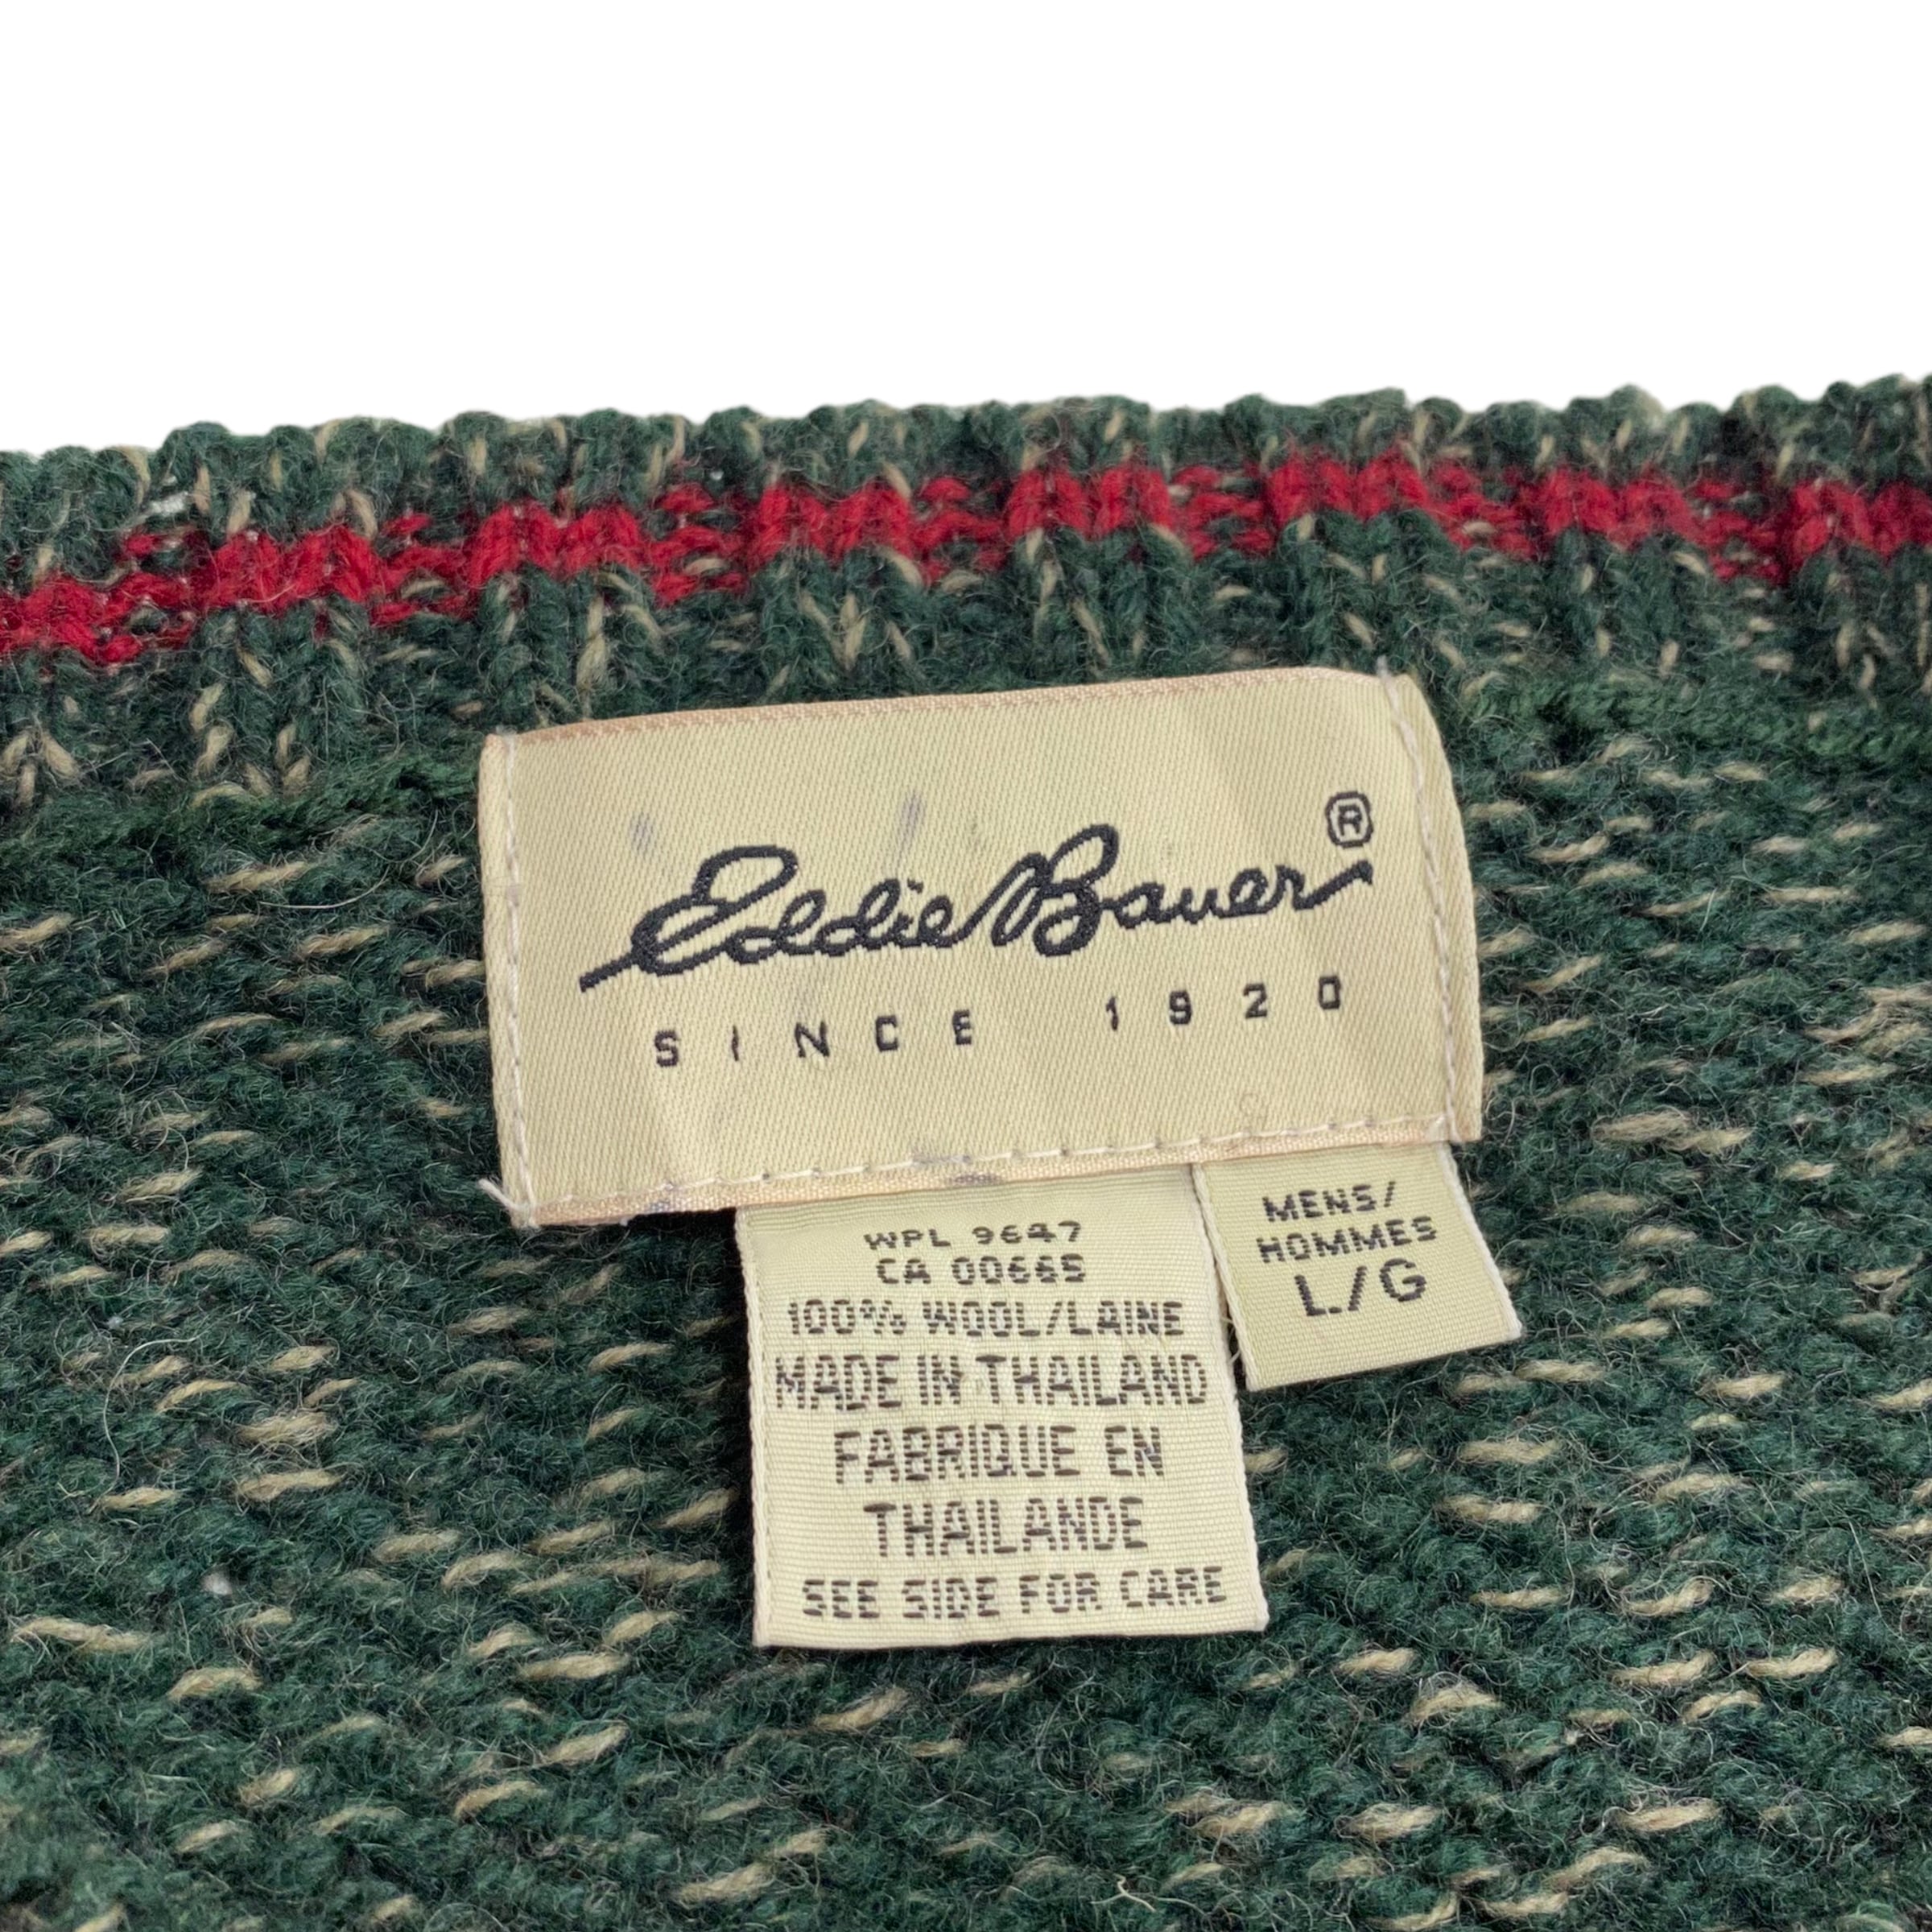 Eddie Bauer®
SINCE 1920
WPL 9647
CA 00665
100% WOOL/LAINE
MADE IN THAILAND
FABRIQUE EN
THAILANDE
SEE SIDE FOR CARE
MENS/
HOMMES
L/G